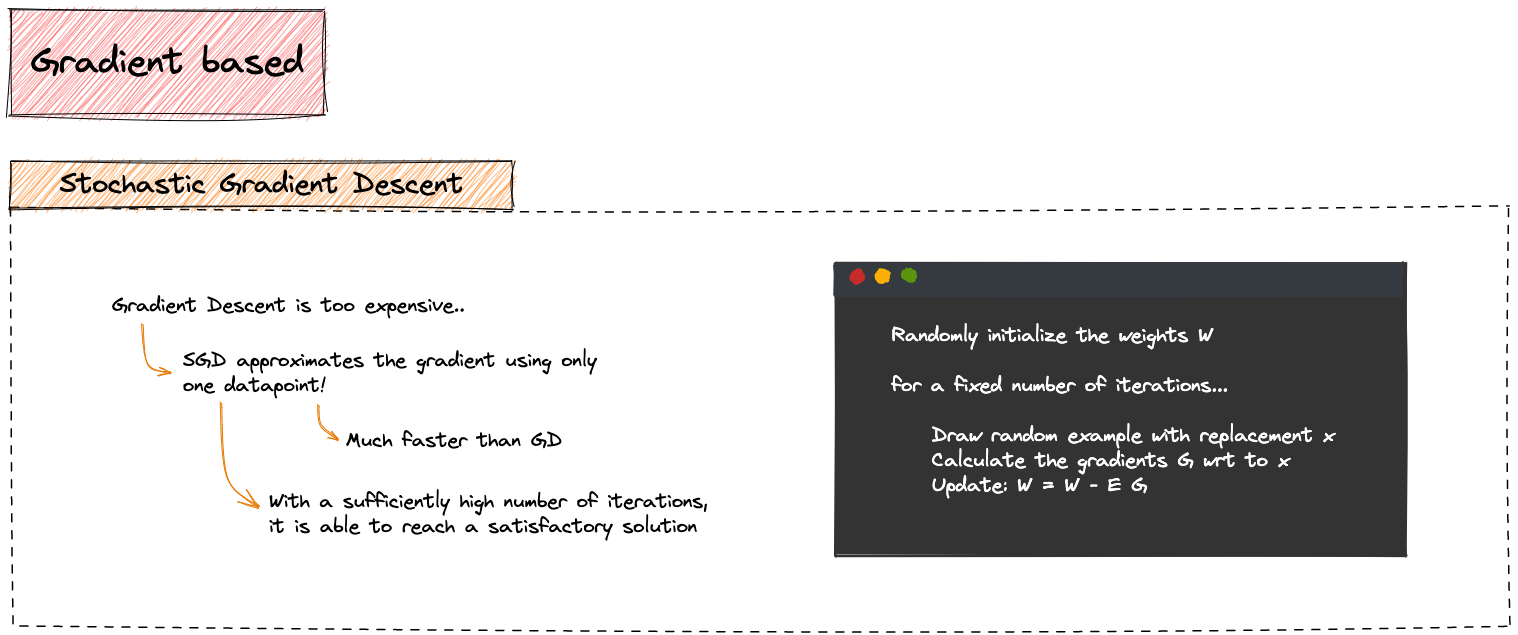 Gradient based
Stochastic Gradient Descent
Gradient Descent is too expensive..
SGD approximates the gradient using only
one datapoint!
Much faster than GD
With a sufficiently high number of iterations,
it is able to reach a satisfactory solution
Randomly initialize the weights W
for a fixed number of iterations...
Draw random example with replacement x
Calculate the gradients G wrt to x
Update: W = W - E G